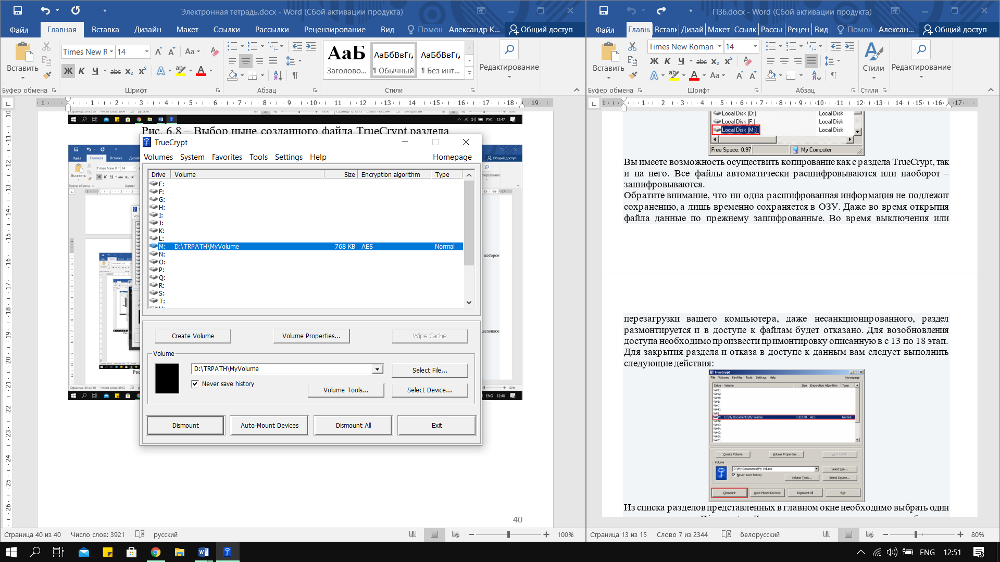 Электронная тетрадь.docx - Word (Сбой активации продукта)
Файл Главная Вставка Дизайн Макет Ссылки Рассылки Рецензирование Вид Помощ Александр К... Общий доступ
Times New R 14 Aa
АаБ АаБбВвГг, АаБбВвГг,
Вставить Ж К Ч abc x₂ x² А ab А Заголово... ¶ Обычный ¶ Без инт... Редактирование
Буфер обмена Шрифт Абзац Стили
Рис. 6.8 – Выбор ныне созданного файла TrueCrypt раздела
TrueCrypt
Volumes System Favorites Tools Settings Help Homepage
Drive Volume Size Encryption algorithm Type
E:
F:
G:
H:
I:
J:
K:
L:
M: D:\TRPATH\MyVolume 768 KB AES Normal
N:
O:
P:
Q:
R:
S:
T:
Create Volume Volume Properties... Wipe Cache
Volume
D:\TRPATH\MyVolume Select File...
Never save history
Volume Tools... Select Device...
Dismount Auto-Mount Devices Dismount All Exit
которое
деленное
40
Страница 40 из 40 Число слов: 3921 русский 100%
П36.docx - Word (Сбой активации продукта)
Файл Главн Вставк Дизай Макет Ссылк Рассы. Рецен Вид Помощ Алексан... Общий доступ
Times New Roman 14
Вставить Ж К Ч abc x₂ x² Стили Редактирование
А ab А Aa
Буфер обмена Шрифт Абзац Стили
Local Disk (D:) Local Disk
Local Disk (F:) Local Disk
Local Disk (M:) Local Disk
Free Space: 0.97 My Computer
Вы имеете возможность осуществить копирование как с раздела TrueCrypt, так
и на него. Все файлы автоматически расшифровываются или наоборот –
зашифровываются.
Обратите внимание, что ни одна расшифрованная информация не подлежит
сохранению, а лишь временно сохраняется в ОЗУ. Даже во время открытия
файла данные по прежнему зашифрованные. Во время выключения или
перезагрузки вашего компьютера, даже несанкционированного, раздел
размонтируется и в доступе к файлам будет отказано. Для возобновления
доступа необходимо произвести примонтировку описанную в с 13 по 18 этап.
Для закрытия раздела и отказа в доступе к данным вам следует выполнить
следующие действия:
TrueCrypt
File Volumes Keyfiles Tools Settings Help Homepage
Drive Volume Size Encryption Algorithm Type
E:
G:
H:
I:
J:
K:
L:
M: D:\My Documents\My Volume 1023 KB AES Normal
N:
O:
P:
Q:
S:
T:
Create Volume Volume Properties... Wipe Cache
Volume
D:\My Documents\My Volume Select File...
Never save history Volume Tools... Select Device...
Dismount Auto-Mount Devices Dismount All Exit
Из списка разделов представленных в главном окне необходимо выбрать один
Страница 13 из 15 Слово 7 из 2344 белорусский 80%
ENG 12:51